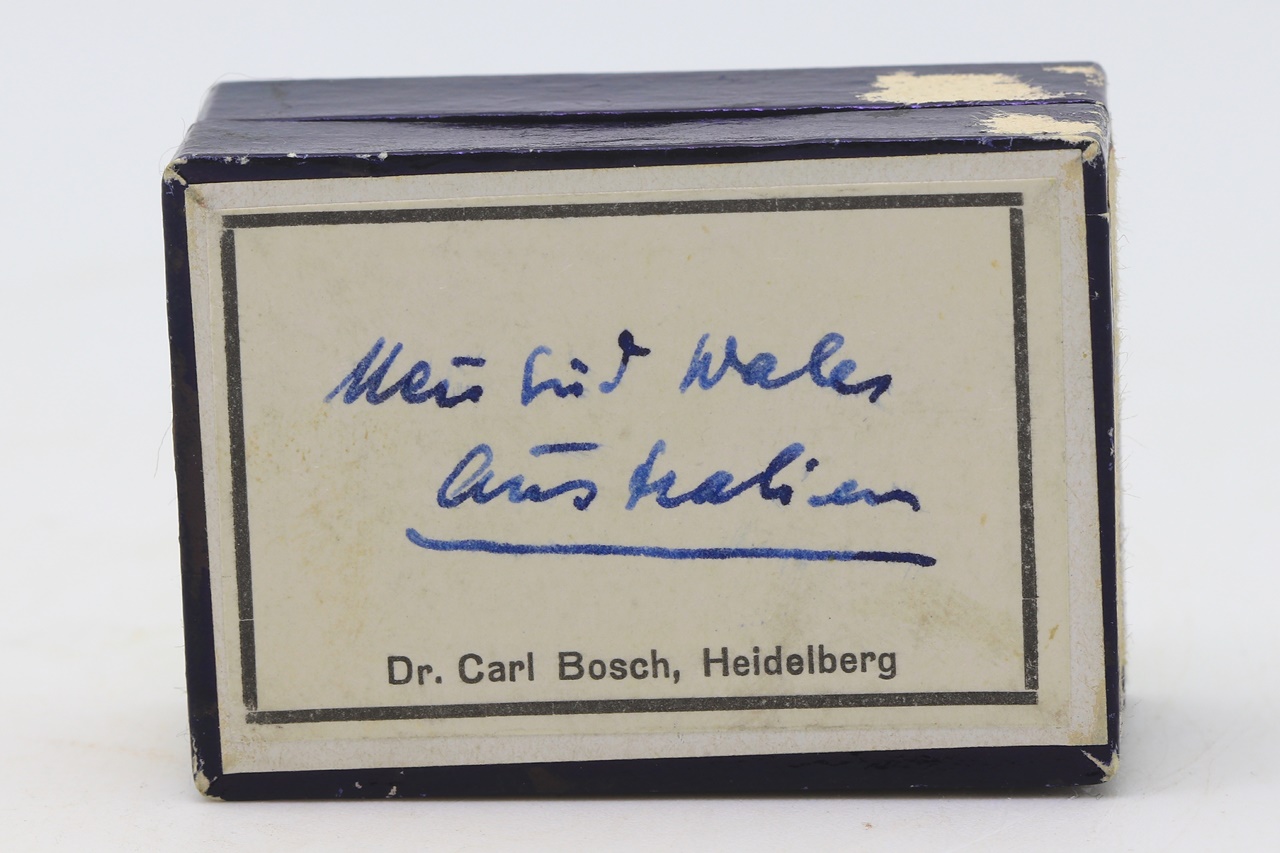 Neu Süd Wales
Australien
Dr. Carl Bosch, Heidelberg